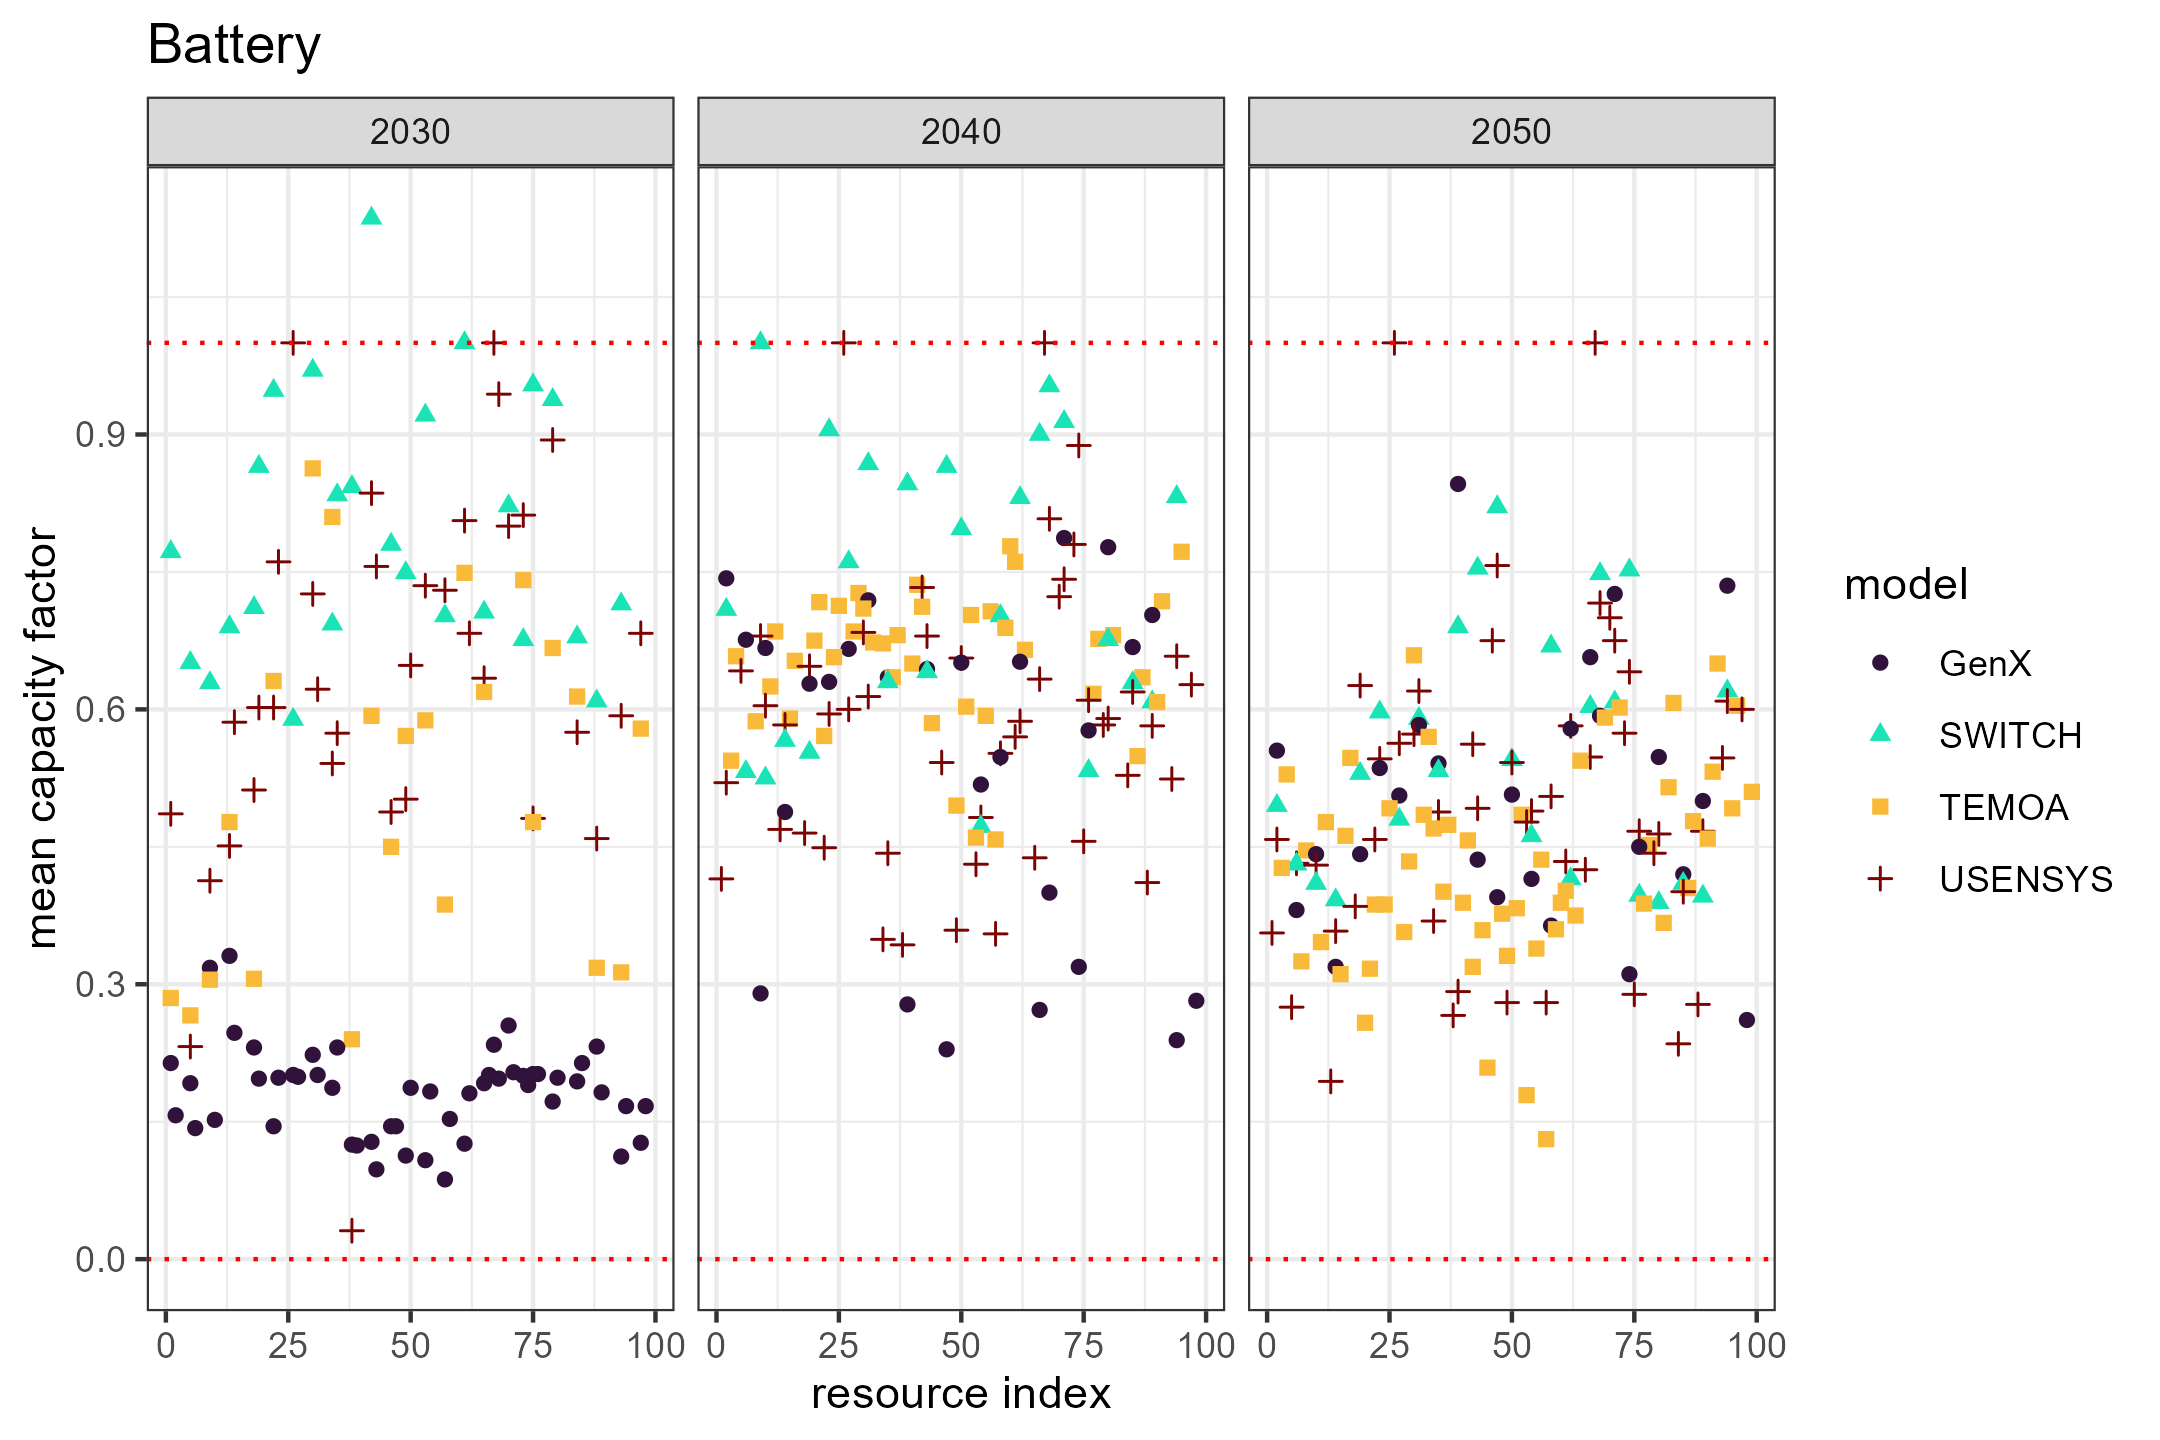 Battery
2030 2040 2050
mean capacity factor
0.9
0.6
0.3
0.0
0 25 50 75 100 0 25 50 75 100 0 25 50 75 100
resource index
model
GenX
SWITCH
TEMOA
USENSYS